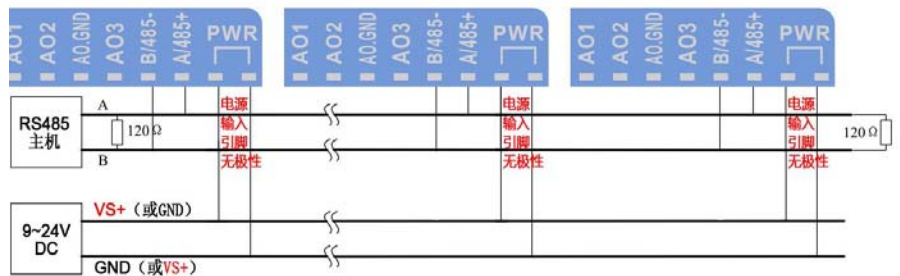 AO1 AO2 AO.GND AO3 B/485- A/485+ PWR
AO1 AO2 AO.GND AO3 B/485- A/485+ PWR
AO1 AO2 AO.GND AO3 B/485- A/485+ PWR
RS485
主机
A
120Ω
B
电源
输入
引脚
无极性
电源
输入
引脚
无极性
电源
输入
引脚
无极性
120Ω
9~24V
DC
VS+（或GND）
GND（或VS+）